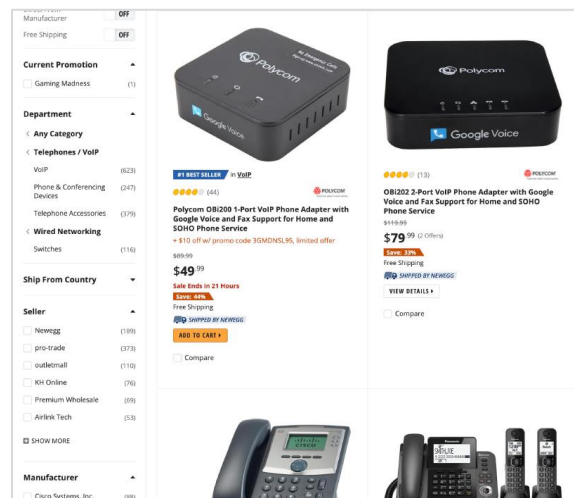 Manufacturer
OFF
Free Shipping
OFF
Current Promotion
Gaming Madness (1)
Department
Any Category
Telephones / VoIP
VoIP (623)
Phone & Conferencing (247)
Devices
Telephone Accessories (379)
Wired Networking
Switches (116)
Ship From Country
Seller
Newegg (199)
pro-trade (373)
outletmall (110)
KH Online (76)
Premium Wholesale (69)
Airlink Tech (53)
SHOW MORE
Manufacturer
Cisco Systems, Inc. (98)
No Emergency Calls
Polycom
Google Voice
#1 BEST SELLER in VoIP
(44)
POLYCOM
Polycom OBi200 1-Port VoIP Phone Adapter with
Google Voice and Fax Support for Home and
SOHO Phone Service
+ $10 off w/ promo code 3GMDNSL95, limited offer
$89.99
$49.99
Sale Ends in 21 Hours
Save: 44%
Free Shipping
SHIPPED BY NEWEGG
ADD TO CART
Compare
Polycom
Google Voice
(13)
POLYCOM
OBi202 2-Port VoIP Phone Adapter with Google
Voice and Fax Support for Home and SOHO
Phone Service
$119.99
$79.99 (2 Offers)
Save: 33%
Free Shipping
SHIPPED BY NEWEGG
VIEW DETAILS
Compare
CISCO
Panasonic